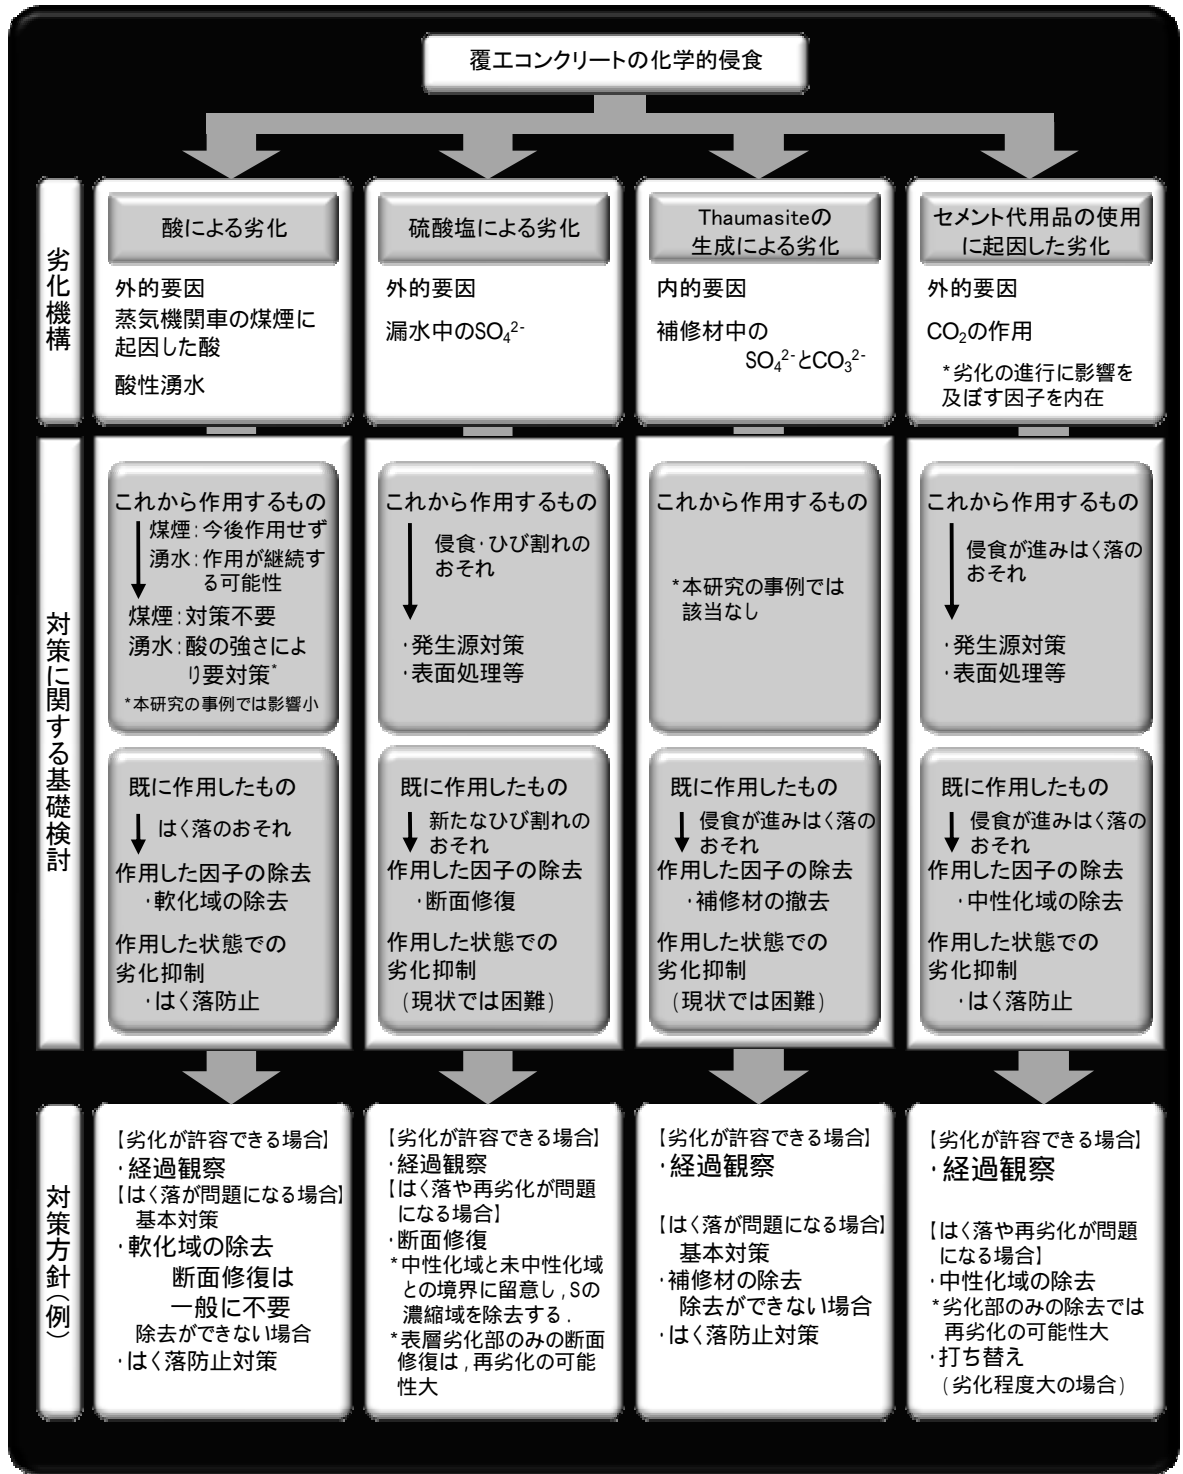 覆工コンクリートの化学的侵食
劣化機構
酸による劣化
外的要因
蒸気機関車の煤煙に
起因した酸
酸性湧水
硫酸塩による劣化
外的要因
漏水中のSO₄²⁻
Thaumasiteの
生成による劣化
内的要因
補修材中の
SO₄²⁻とCO₃²⁻
セメント代用品の使用
に起因した劣化
外的要因
CO₂の作用
*劣化の進行に影響を
及ぼす因子を内在
対策に関する基礎検討
これから作用するもの
煤煙:今後作用せず
湧水:作用が継続す
る可能性
煤煙:対策不要
湧水:酸の強さによ
り要対策*
*本研究の事例では影響小
既に作用したもの
はく落のおそれ
作用した因子の除去
・軟化域の除去
作用した状態での
劣化抑制
・はく落防止
これから作用するもの
侵食・ひび割れの
おそれ
・発生源対策
・表面処理等
既に作用したもの
新たなひび割れの
おそれ
作用した因子の除去
・断面修復
作用した状態での
劣化抑制
(現状では困難)
これから作用するもの
*本研究の事例では
該当なし
既に作用したもの
侵食が進みはく落の
おそれ
作用した因子の除去
・補修材の撤去
作用した状態での
劣化抑制
(現状では困難)
これから作用するもの
侵食が進みはく落の
おそれ
・発生源対策
・表面処理等
既に作用したもの
侵食が進みはく落の
おそれ
作用した因子の除去
・中性化域の除去
作用した状態での
劣化抑制
・はく落防止
対策方針(例)
【劣化が許容できる場合】
・経過観察
【はく落が問題になる場合】
基本対策
・軟化域の除去
断面修復は
一般に不要
除去ができない場合
・はく落防止対策
【劣化が許容できる場合】
・経過観察
【はく落や再劣化が問題
になる場合】
・断面修復
*中性化域と未中性化域
との境界に留意し,Sの
濃縮域を除去する.
*表層劣化部のみの断面
修復は,再劣化の可能
性大
【劣化が許容できる場合】
・経過観察
【はく落が問題になる場合】
基本対策
・補修材の除去
除去ができない場合
・はく落防止対策
【劣化が許容できる場合】
・経過観察
【はく落や再劣化が問題
になる場合】
・中性化域の除去
*劣化部のみの除去では
再劣化の可能性大
・打ち替え
(劣化程度大の場合)